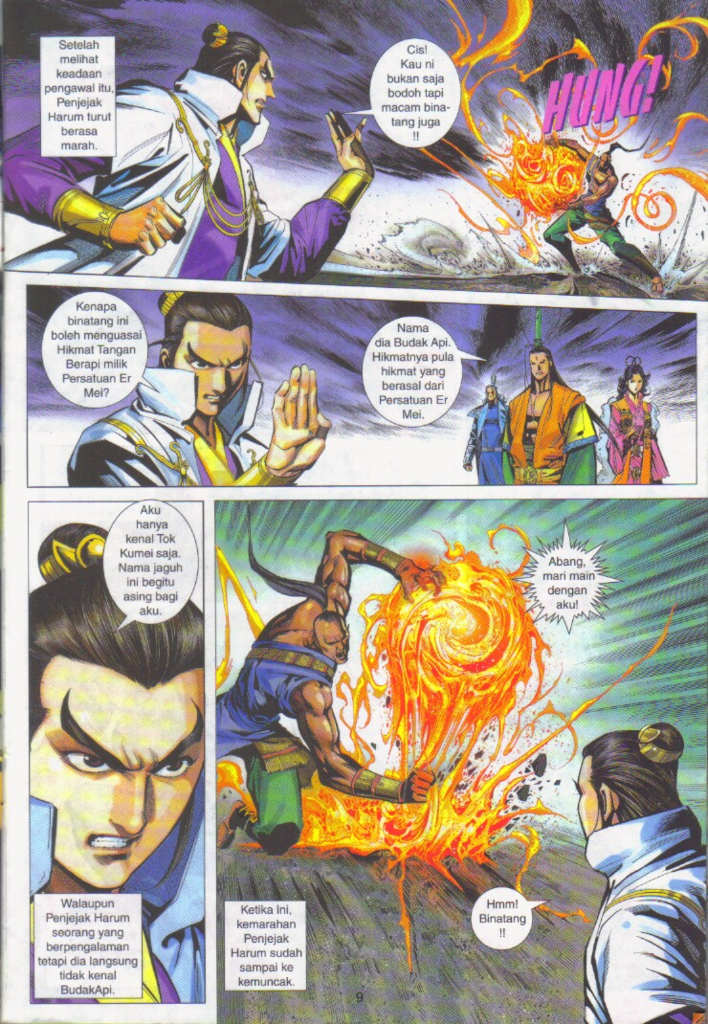 Setelah
melihat
keadaan
pengawal itu,
Penjejak
Harum turut
berasa
marah.
Cis!
Kau ni
bukan saja
bodoh tapi
macam bina-
tang juga
!!
HUNG!
Kenapa
binatang ini
boleh menguasai
Hikmat Tangan
Berapi milik
Persatuan Er
Mei?
Nama
dia Budak Api.
Hikmatnya pula
hikmat yang
berasal dari
Persatuan Er
Mei.
Aku
hanya
kenal Tok
Kumei saja.
Nama jaguh
ini begitu
asing bagi
aku.
Abang,
mari main
dengan
aku!
Walaupun
Penjejak Harum
seorang yang
berpengalaman
tetapi dia langsung
tidak kenal
BudakApi.
Ketika Ini,
kemarahan
Penjejak
Harum sudah
sampai ke
kemuncak.
Hmm!
Binatang
!!
9